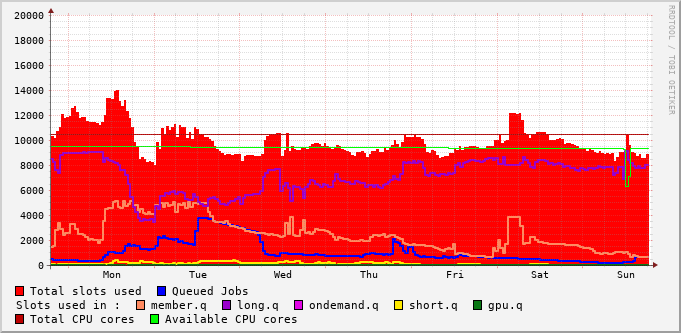 RRDTOOL / TOBI OETIKER
20000
18000
16000
14000
12000
10000
8000
6000
4000
2000
0
Mon Tue Wed Thu Fri Sat Sun
Total slots used Queued Jobs
Slots used in : member.q long.q ondemand.q short.q gpu.q
Total CPU cores Available CPU cores